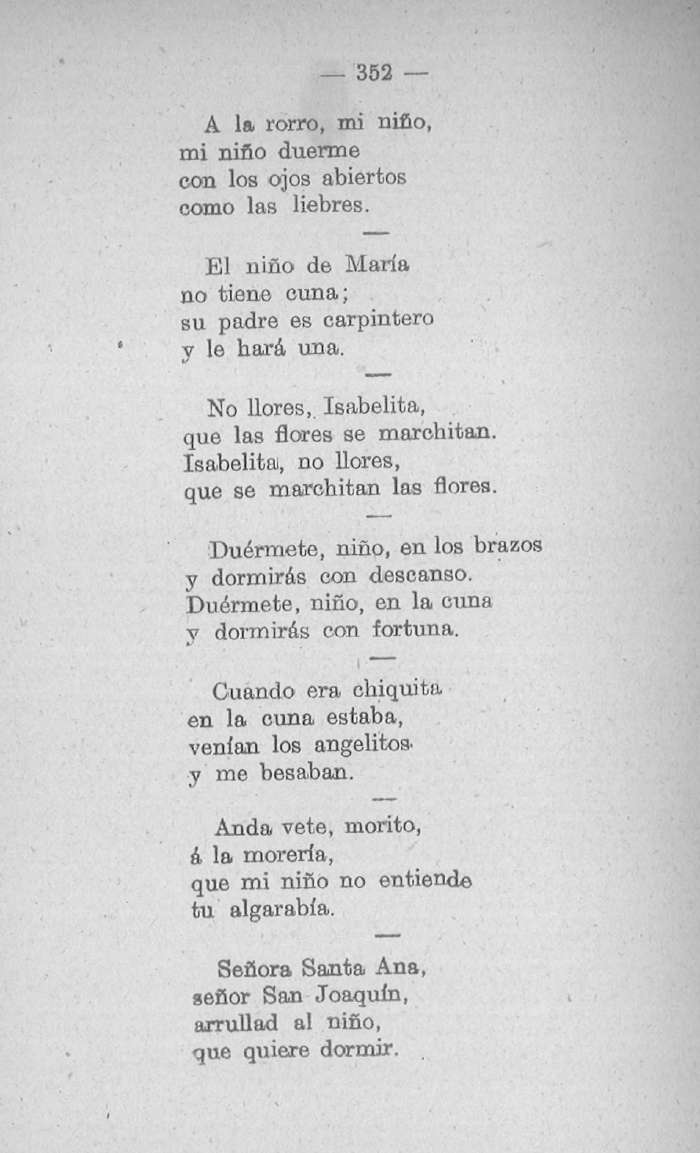 — 352 —
A la rorro, mi niño,
mi niño duerme
con los ojos abiertos
como las liebres.
El niño de María
no tiene cuna;
su padre es carpintero
y le hará una.
No llores, Isabelita,
que las flores se marchitan.
Isabelita, no llores,
que se marchitan las flores.
Duérmete, niño, en los brazos
y dormirás con descanso.
Duérmete, niño, en la cuna
y dormirás con fortuna.
Cuando era chiquita
en la cuna estaba,
venían los angelitos
y me besaban.
Anda vete, morito,
á la morería,
que mi niño no entiende
tu algarabía.
Señora Santa Ana,
señor San Joaquín,
arrullad al niño,
que quiere dormir.